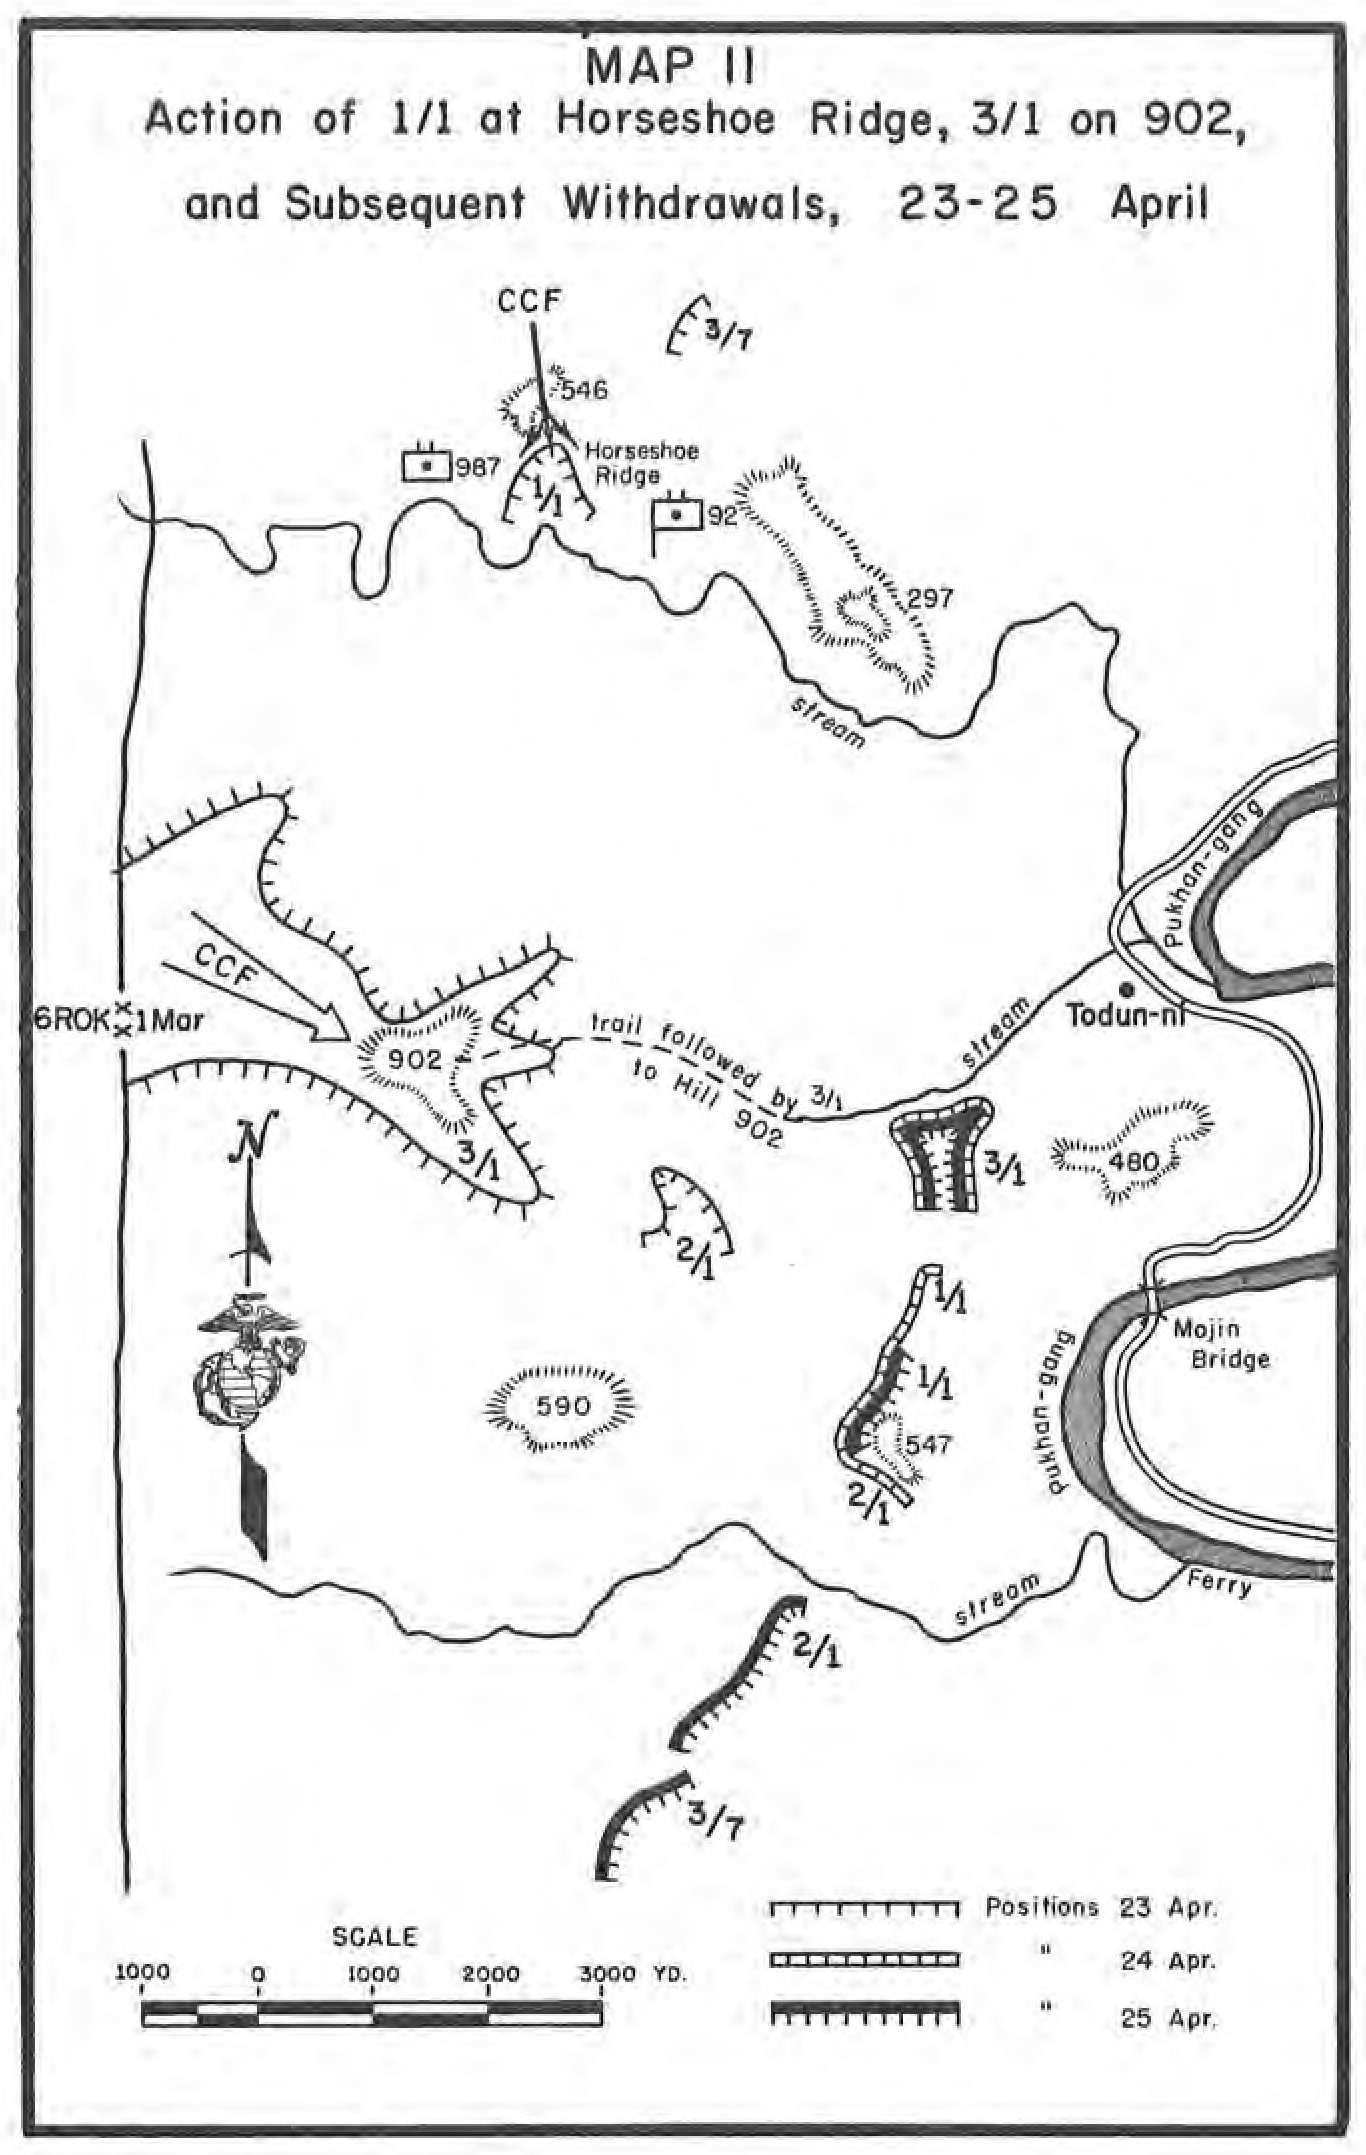 MAP II
Action of 1/1 at Horseshoe Ridge, 3/1 on 902,
and Subsequent Withdrawals, 23-25 April
CCF
3/7
546
987
Horseshoe
Ridge
1/1
92
297
stream
Pukhan-gang
CCF
6ROK
1Mar
902
trail followed by 3/1
to Hill 902
stream
Todun-ni
N
3/1
3/1
480
2/1
1/1
Mojin
Bridge
1/1
Pukhan-gang
590
547
2/1
stream
Ferry
2/1
3/7
Positions 23 Apr.
" 24 Apr.
" 25 Apr.
SCALE
1000 0 1000 2000 3000 YD.